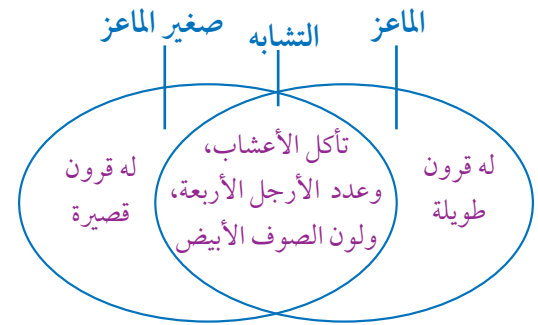 الماعز
التشابه
صغير الماعز
له قرون
طويلة
تأكل الأعشاب،
وعدد الأرجل الأربعة،
ولون الصوف الأبيض
له قرون
قصيرة